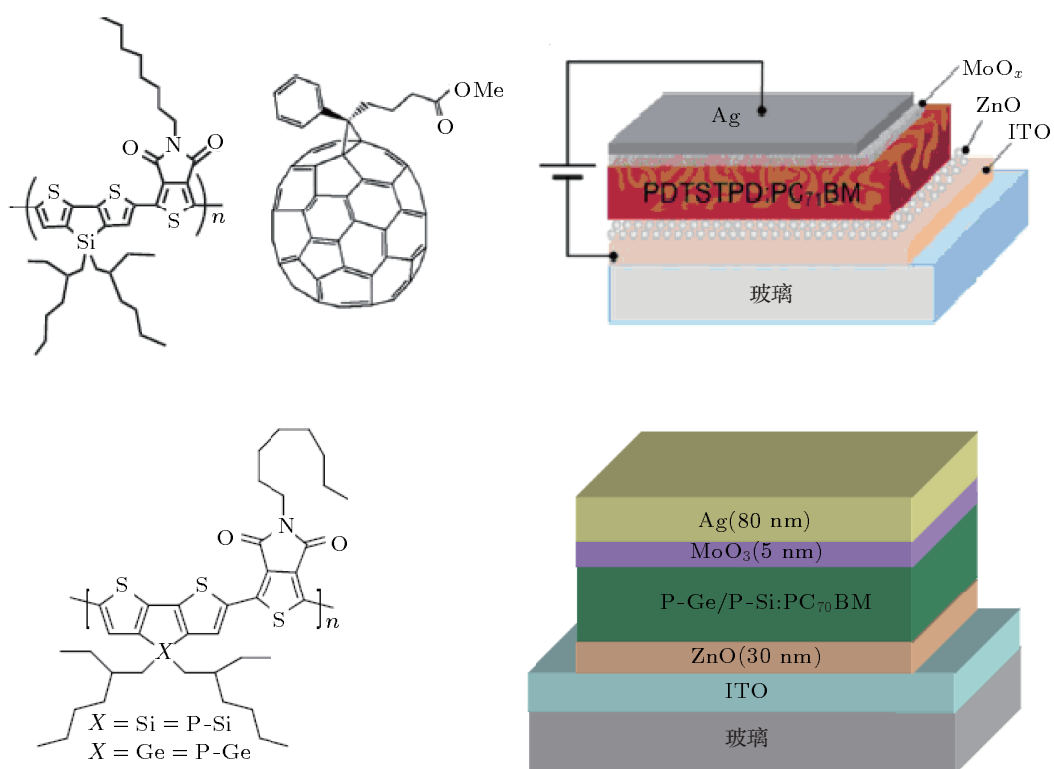 N
O
O
S
S
S
Si
n
OMe
O
Ag
MoOₓ
ZnO
ITO
PDTSTPD:PC₇₁BM
玻璃
N
O
O
S
S
S
X
n
X = Si = P-Si
X = Ge = P-Ge
Ag(80 nm)
MoO₃(5 nm)
P-Ge/P-Si:PC₇₀BM
ZnO(30 nm)
ITO
玻璃